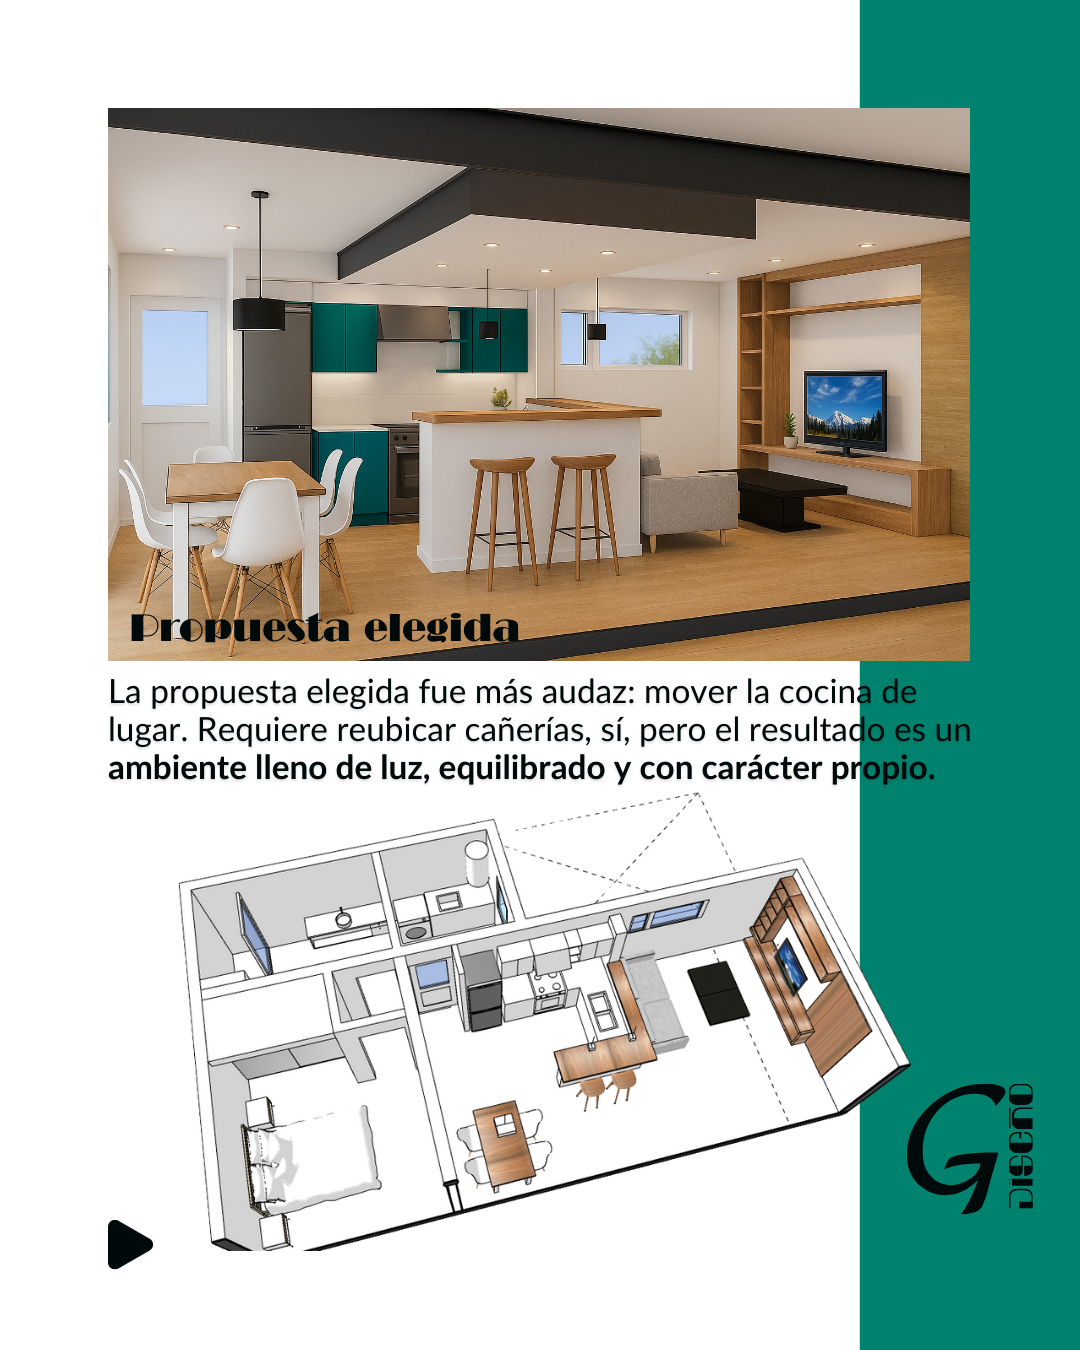 Propuesta elegida
La propuesta elegida fue más audaz: mover la cocina de
lugar. Requiere reubicar cañerías, sí, pero el resultado es un
ambiente lleno de luz, equilibrado y con carácter propio.
G DISEÑO